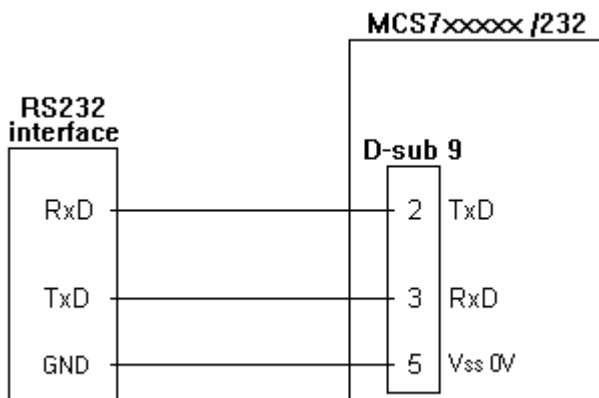 MCS7xxxxx /232
RS232
interface
D-sub 9
RxD 2 TxD
TxD 3 RxD
GND 5 Vss 0V